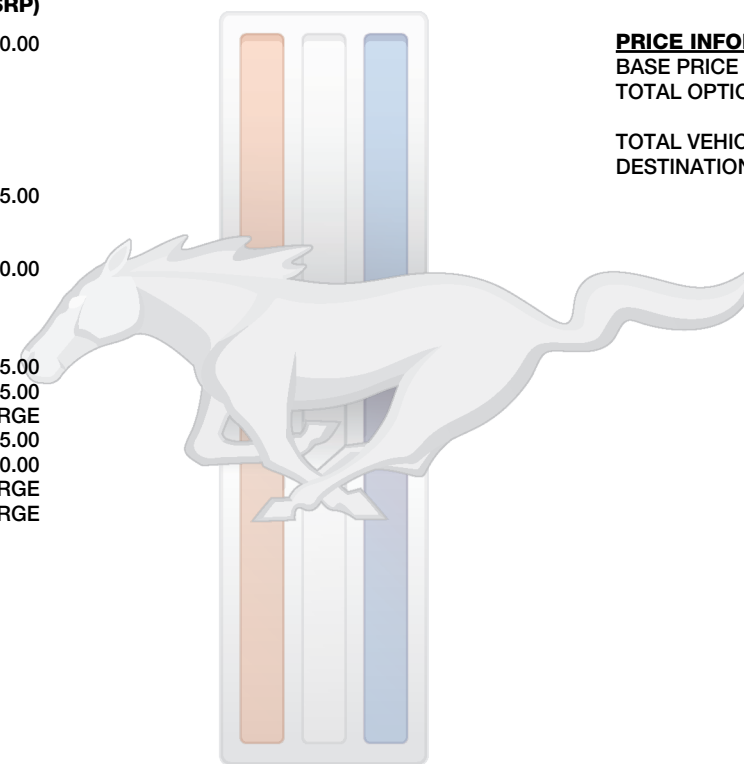 SRP)
0.00
5.00
0.00
5.00
5.00
RGE
5.00
0.00
RGE
RGE
PRICE INFO
BASE PRICE
TOTAL OPTIO
TOTAL VEHIC
DESTINATION